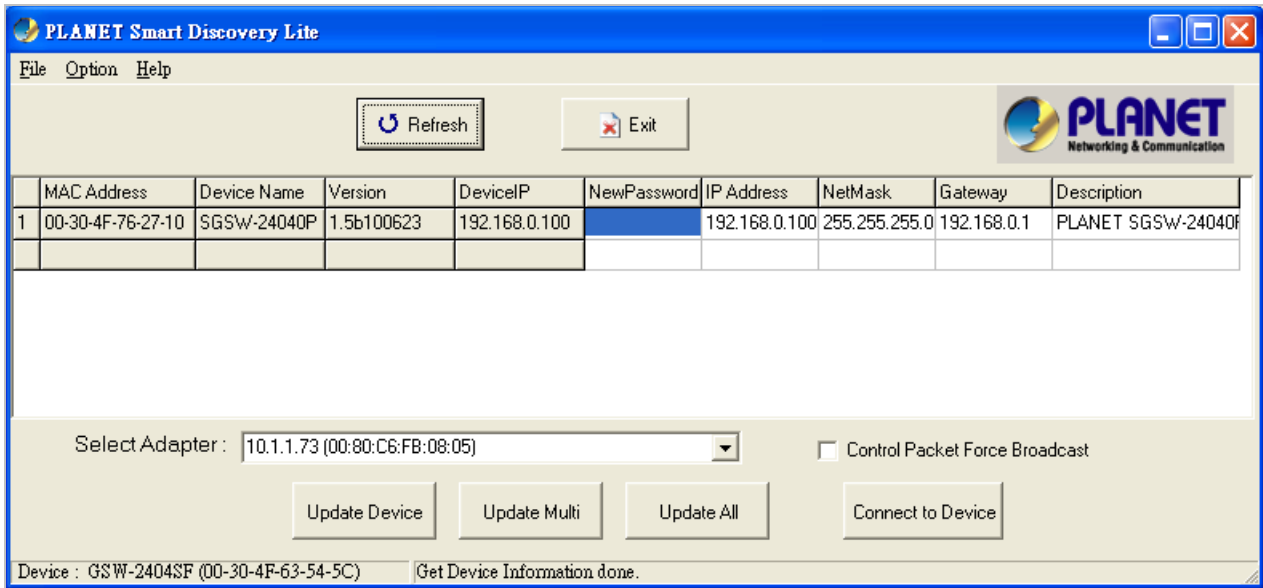 PLANET Smart Discovery Lite
File Option Help
Refresh Exit PLANET
Networking & Communication
MAC Address Device Name Version DeviceIP NewPassword IP Address NetMask Gateway Description
1 00-30-4F-76-27-10 SGSW-24040P 1.5b100623 192.168.0.100 192.168.0.100 255.255.255.0 192.168.0.1 PLANET SGSW-24040P
Select Adapter : 10.1.1.73 (00:80:C6:FB:08:05) Control Packet Force Broadcast
Update Device Update Multi Update All Connect to Device
Device : GSW-2404SF (00-30-4F-63-54-5C) Get Device Information done.